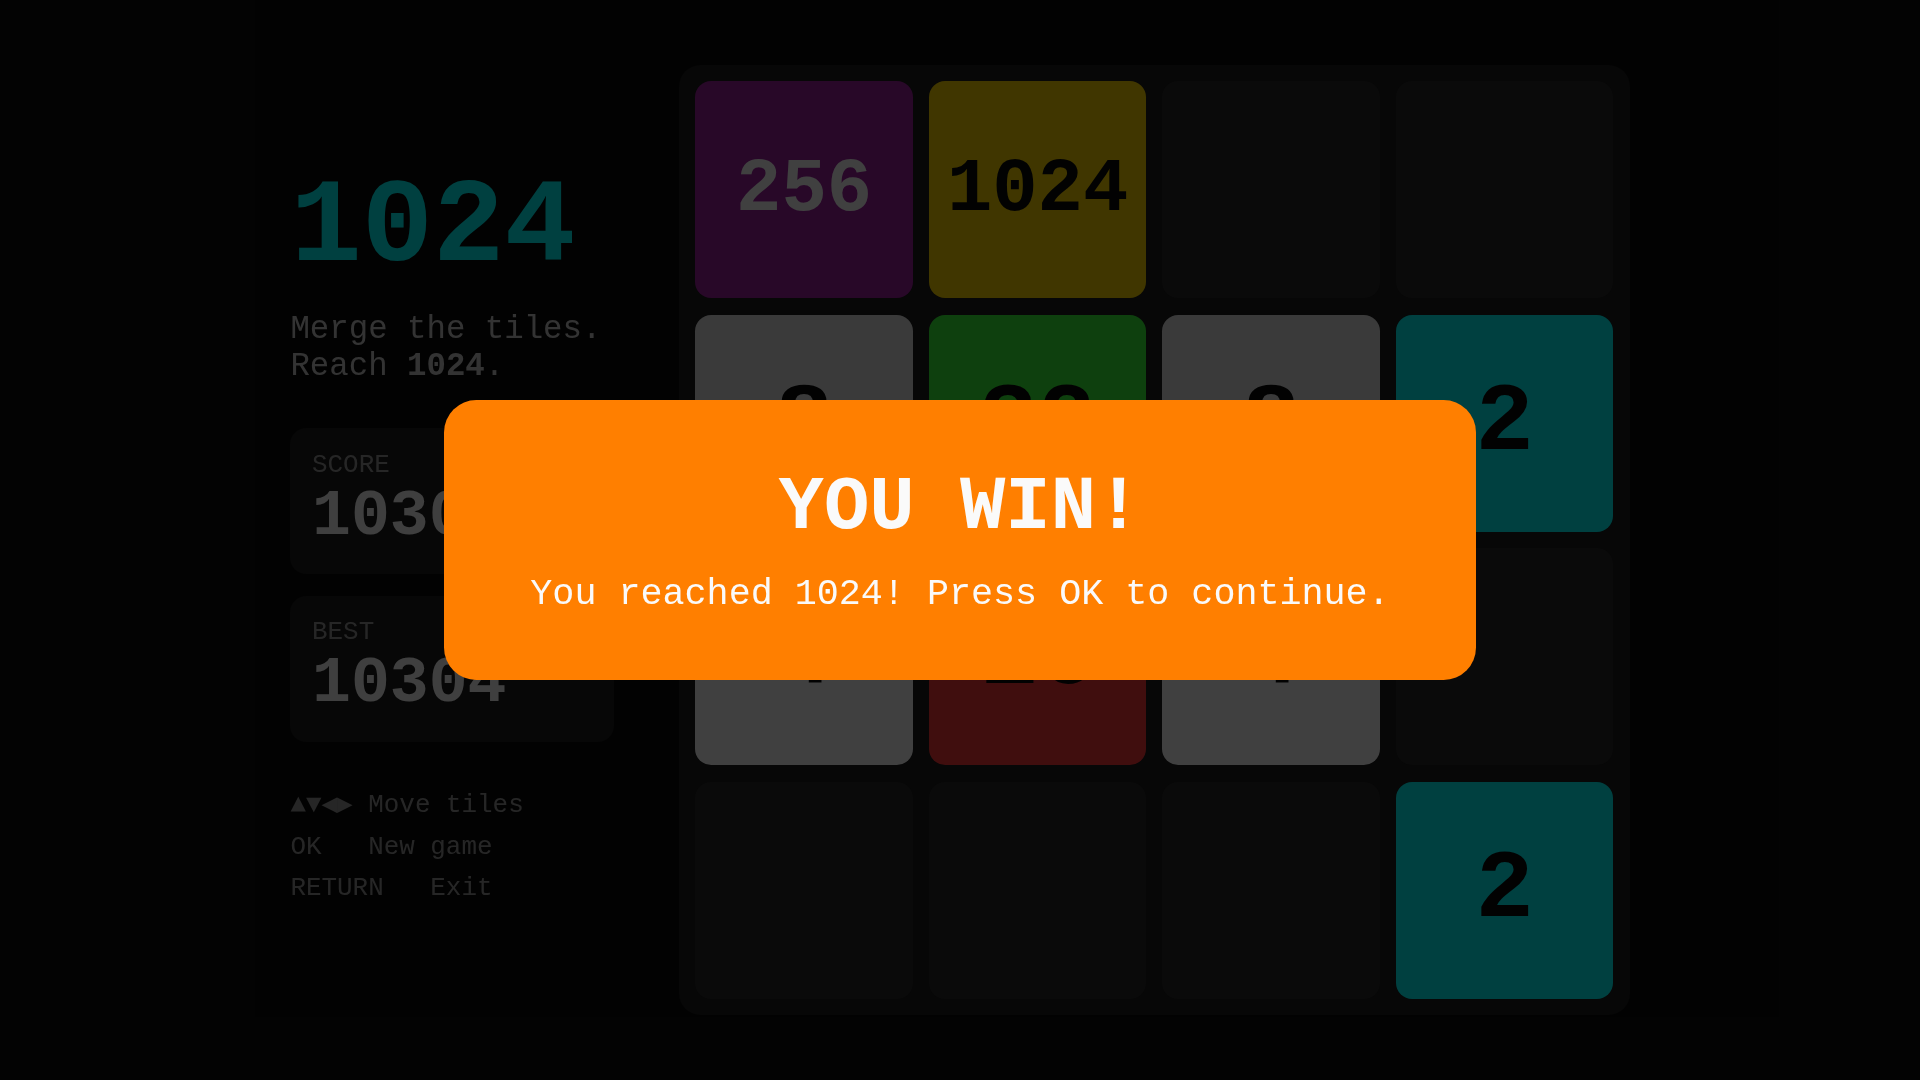 1024
Merge the tiles.
Reach 1024.
SCORE
BEST
10304
▲▼◀▶ Move tiles
OK New game
RETURN Exit
256 1024
2
2
YOU WIN!
You reached 1024! Press OK to continue.